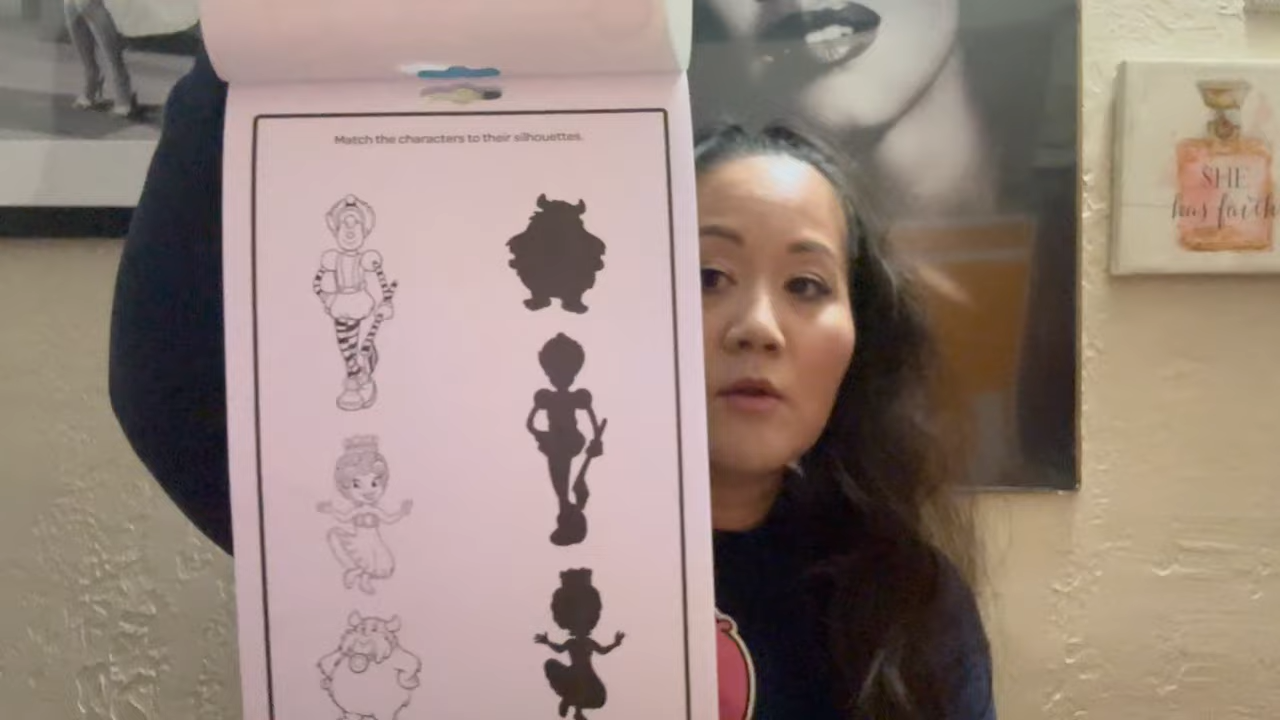 Match the characters to their silhouettes.
SHE
has faith